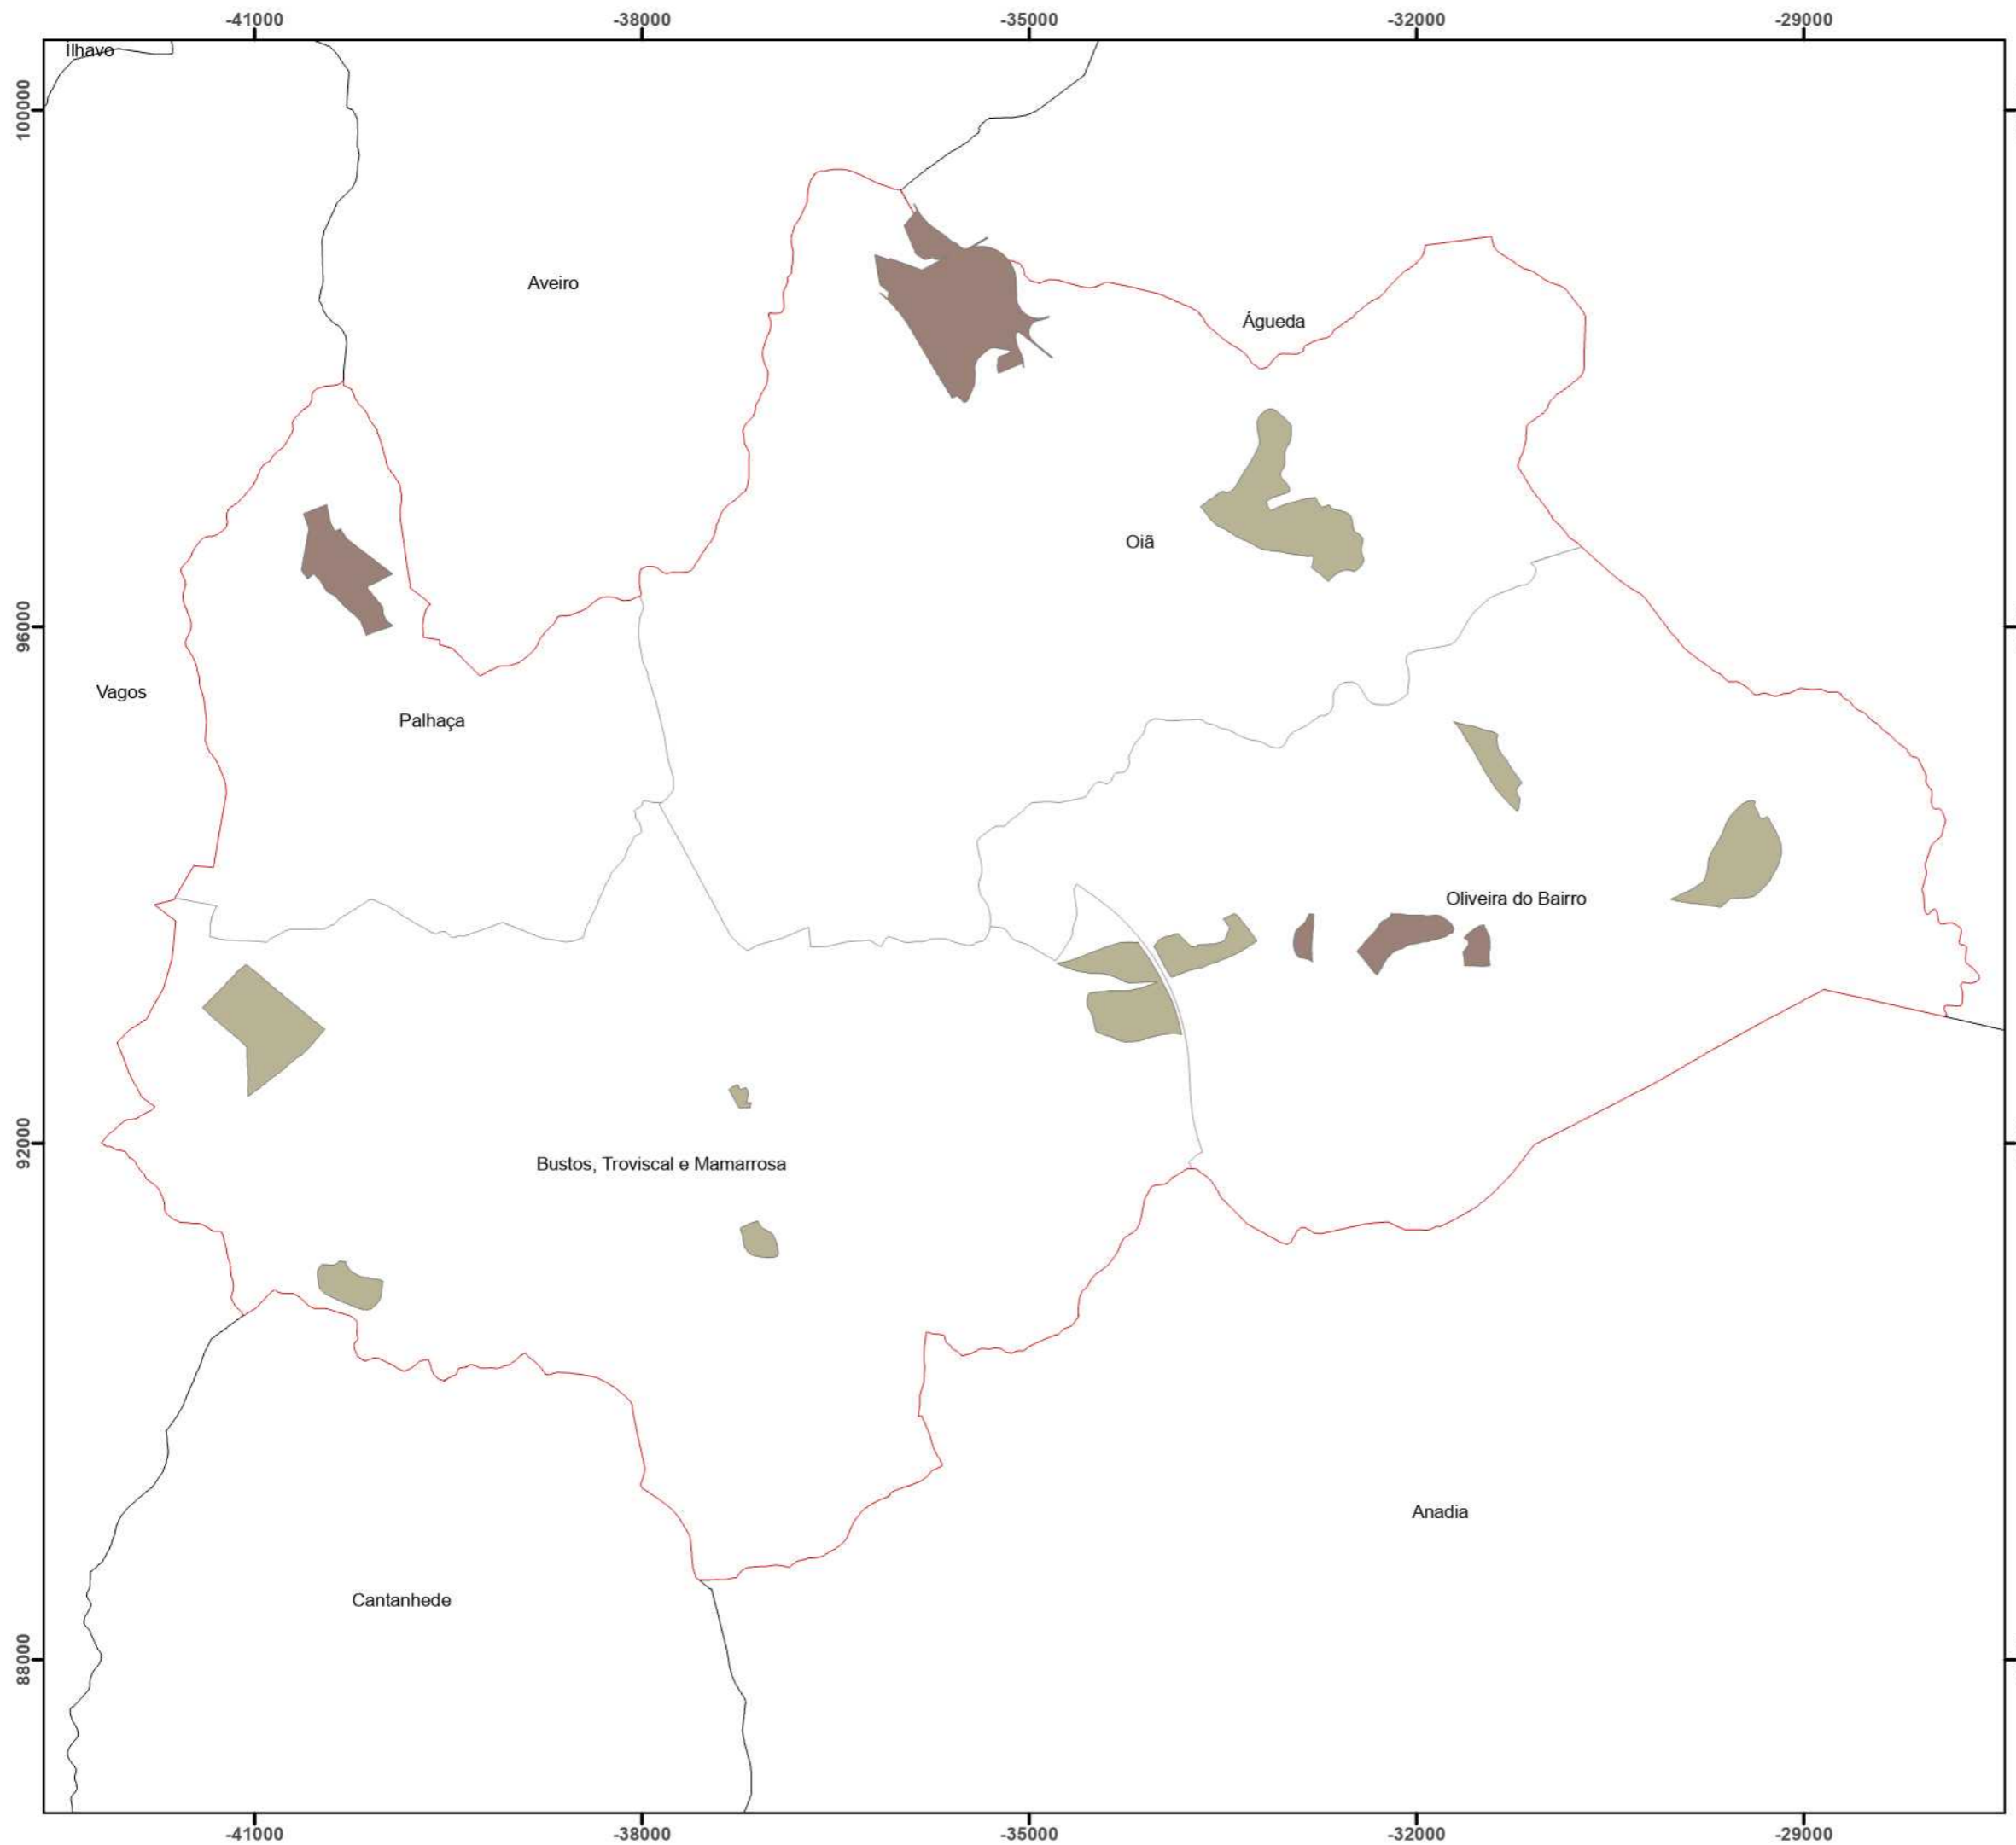 -41000 -38000 -35000 -32000 -29000
Ílhavo
100000
Aveiro
Águeda
Oiã
96000
Vagos
Palhaça
Oliveira do Bairro
92000
Bustos, Troviscal e Mamarrosa
Anadia
Cantanhede
88000
-41000 -38000 -35000 -32000 -29000